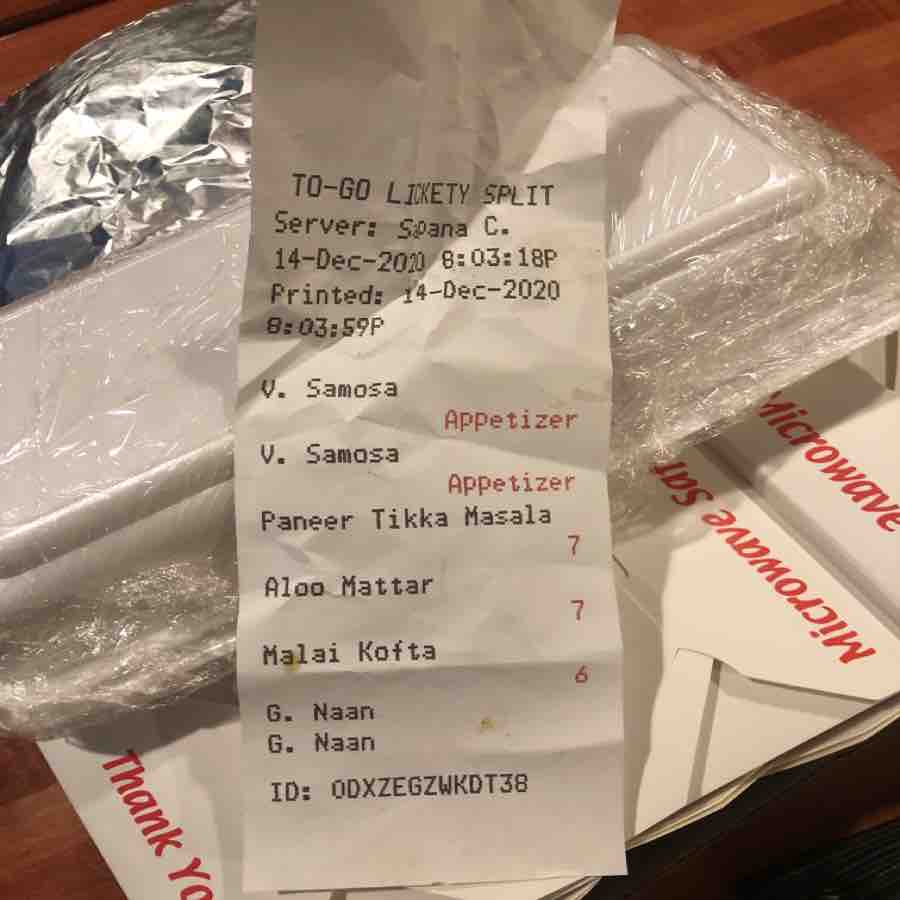 TO-GO LICKETY SPLIT
Server: Spana C.
14-Dec-2020 8:03:18P
Printed: 14-Dec-2020
8:03:59P
V. Samosa
Appetizer
V. Samosa
Appetizer
Paneer Tikka Masala
7
Aloo Mattar
7
Malai Kofta
6
G. Naan
G. Naan
ID: ODXZEGZWKDT38
Microwave
Microwave Saf
Thank Yo